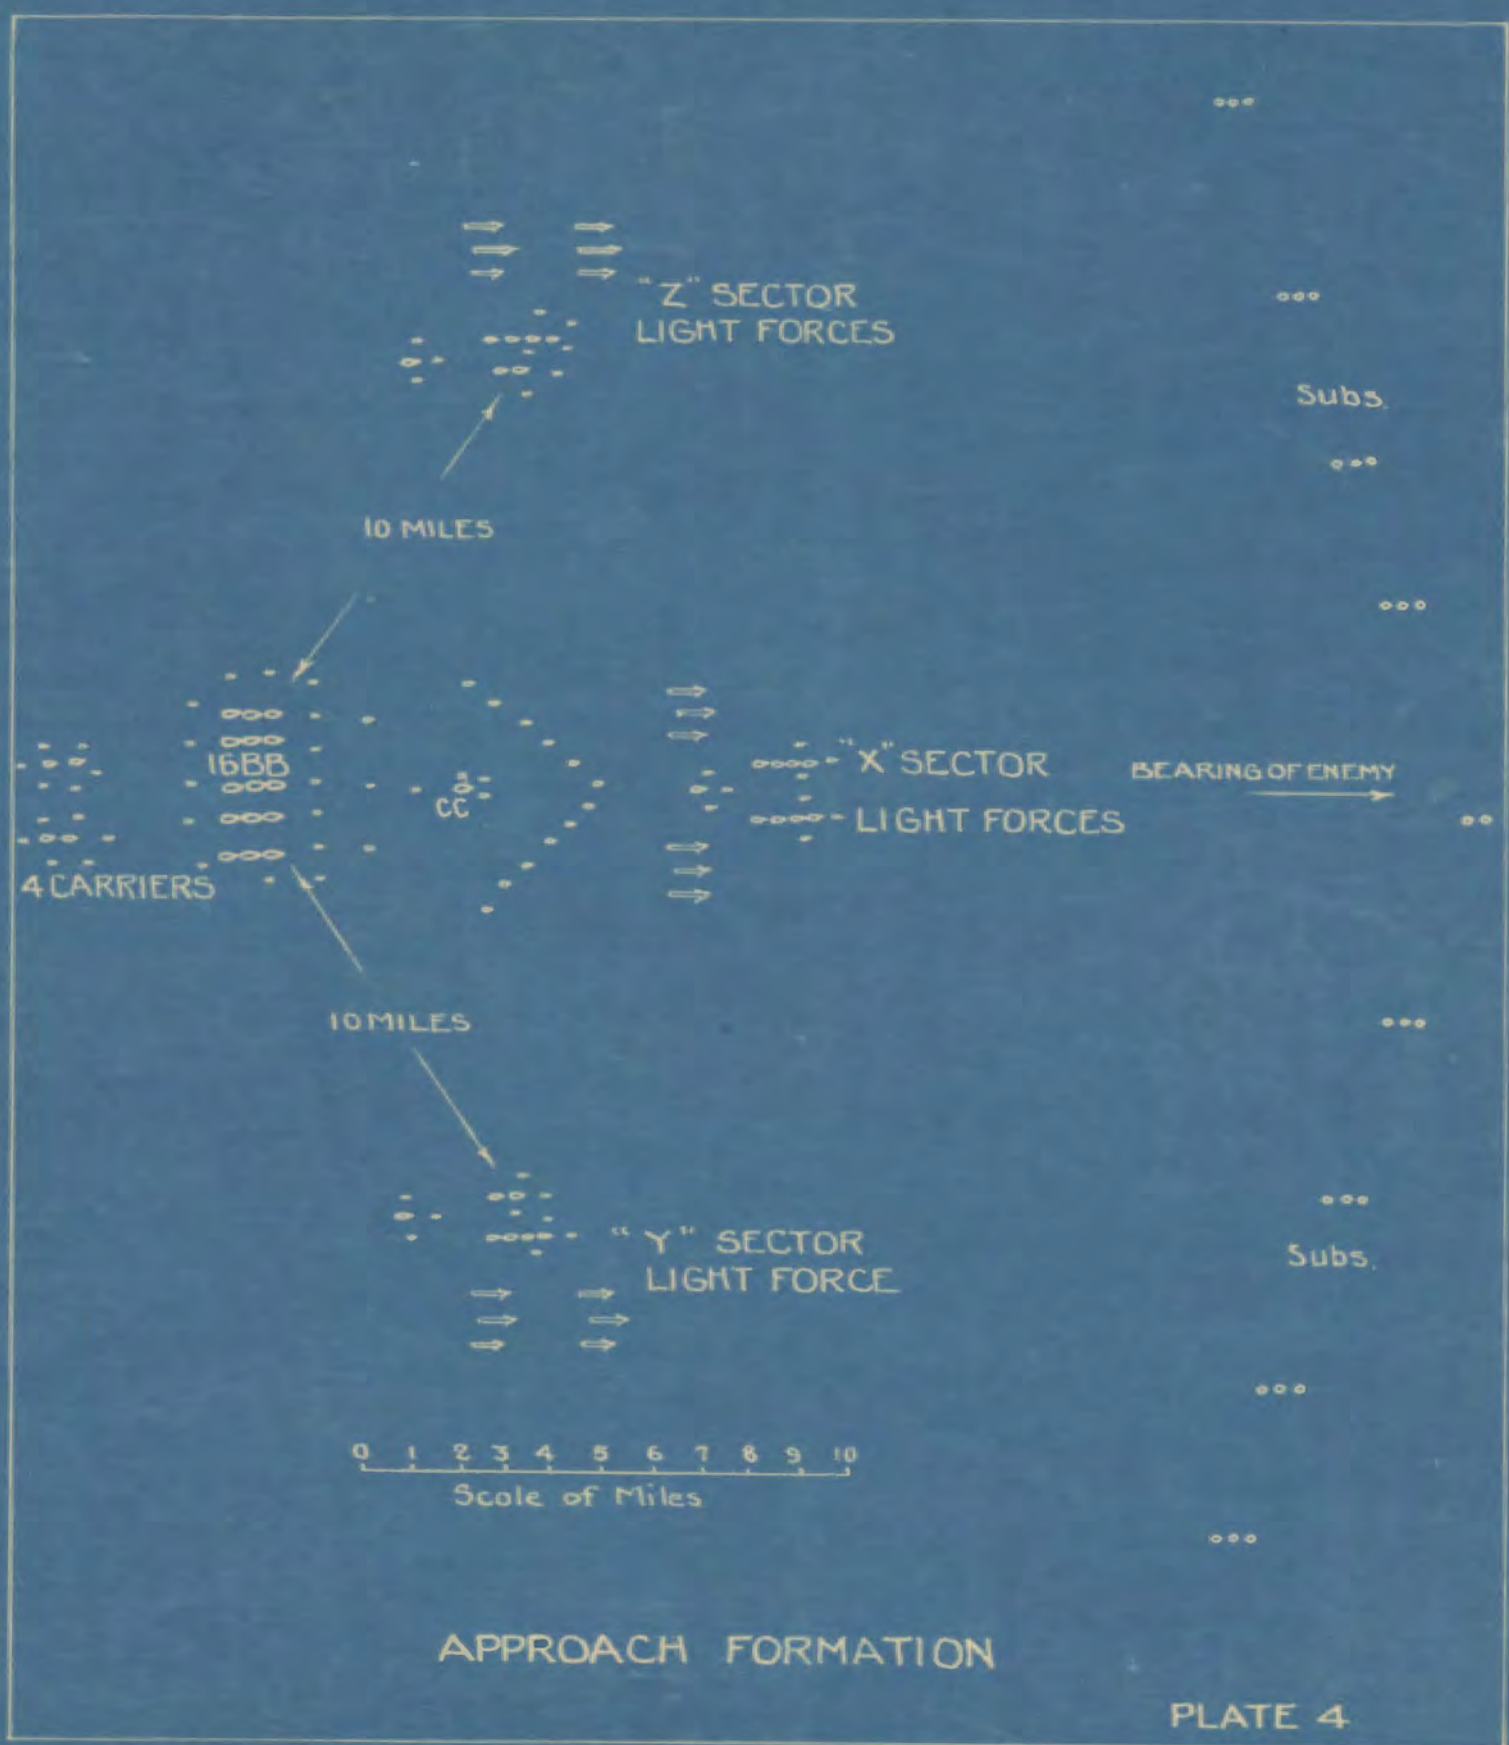 "Z" SECTOR
LIGHT FORCES
Subs.
10 MILES
16BB
"X" SECTOR
BEARING OF ENEMY
CC
LIGHT FORCES
4 CARRIERS
10 MILES
"Y" SECTOR
LIGHT FORCE
Subs.
0 1 2 3 4 5 6 7 8 9 10
Scale of Miles
APPROACH FORMATION
PLATE 4